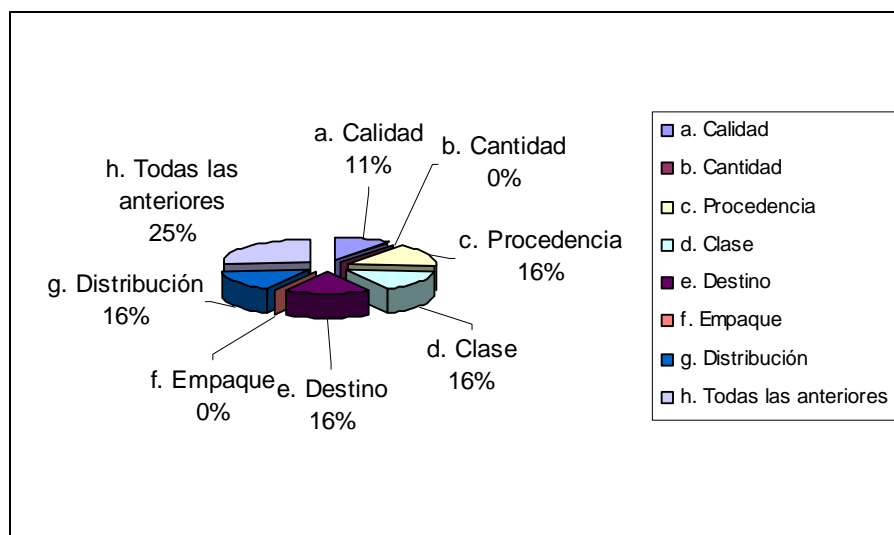 a. Calidad
11%
b. Cantidad
0%
c. Procedencia
16%
d. Clase
16%
e. Destino
16%
f. Empaque
0%
g. Distribución
16%
h. Todas las
anteriores
25%
a. Calidad
b. Cantidad
c. Procedencia
d. Clase
e. Destino
f. Empaque
g. Distribución
h. Todas las anteriores